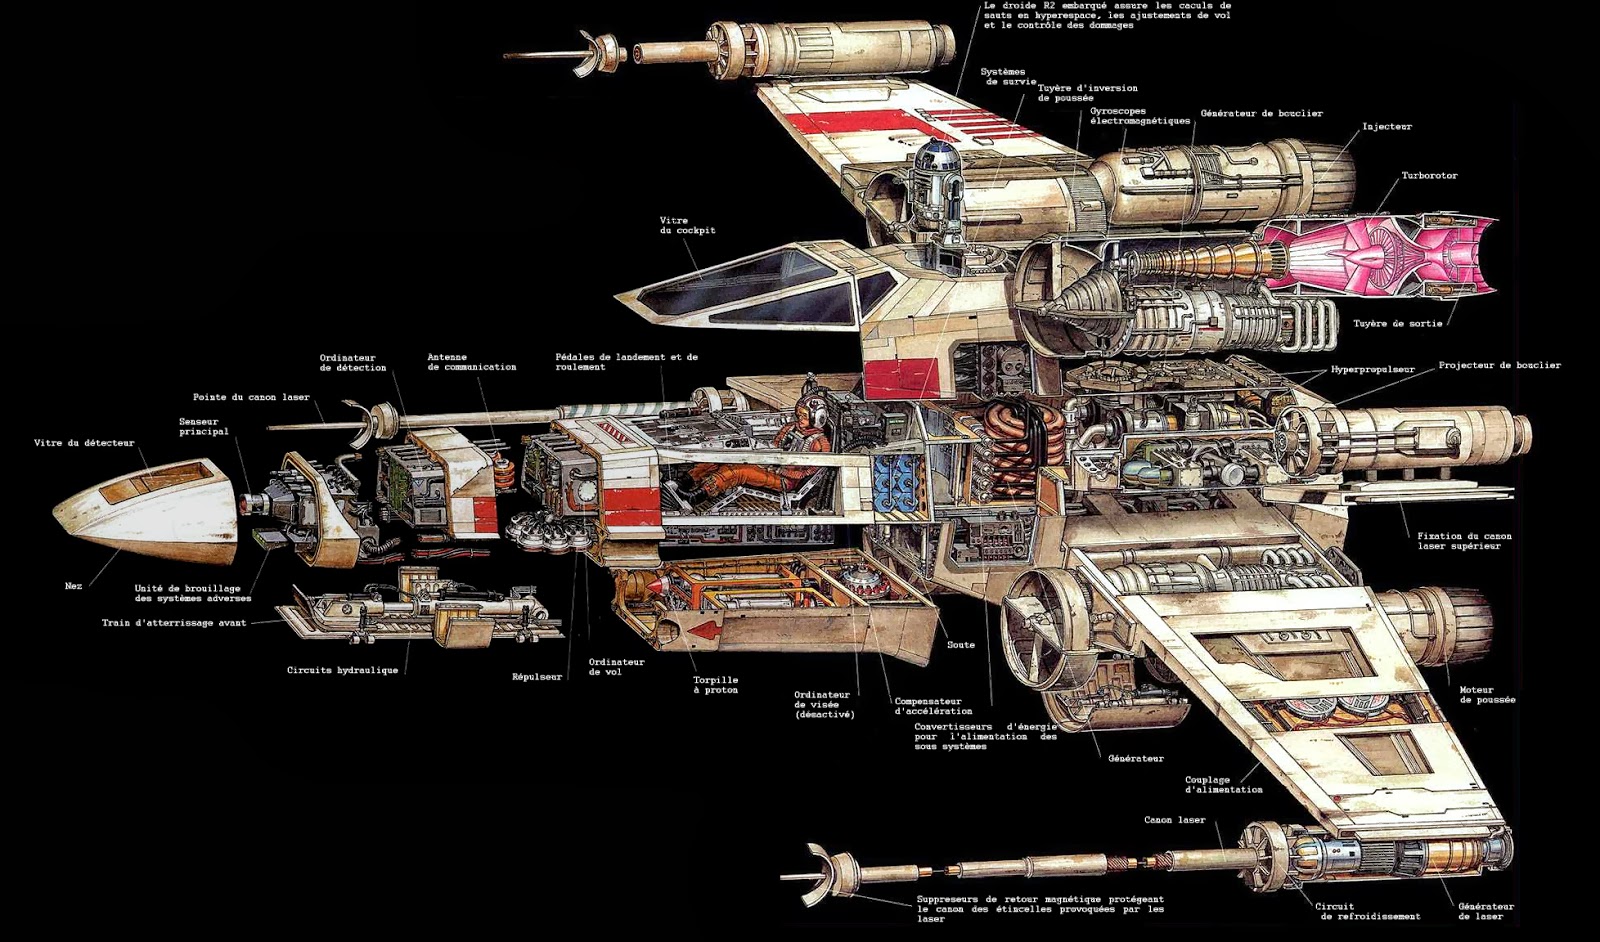 Le droide R2 embarqué assure les caculs de
sauts en hyperespace, les ajustements de vol
et le contrôle des dommages
Systèmes
de survie
Tuyère d'inversion
de poussée
Gyroscopes
électromagnétiques
Générateur de bouclier
Injecteur
Turborotor
Vitre
du cockpit
Tuyère de sortie
Ordinateur
de détection
Antenne
de communication
Pédales de landement et de
roulement
Hyperpropulseur
Projecteur de bouclier
Pointe du canon laser
Senseur
principal
Vitre du détecteur
Fixation du canon
laser supérieur
Nez
Unité de brouillage
des systèmes adverses
Train d'atterrissage avant
Circuits hydraulique
Répulseur
Ordinateur
de vol
Torpille
à proton
Soute
Ordinateur
de visée
(désactivé)
Compensateur
d'accélération
Convertisseurs d'énergie
pour l'alimentation des
sous systèmes
Moteur
de poussée
Générateur
Couplage
d'alimentation
Canon laser
Suppreseurs de retour magnétique protégeant
le canon des étincelles provoquées par les
laser
Circuit
de refroidissement
Générateur
de laser